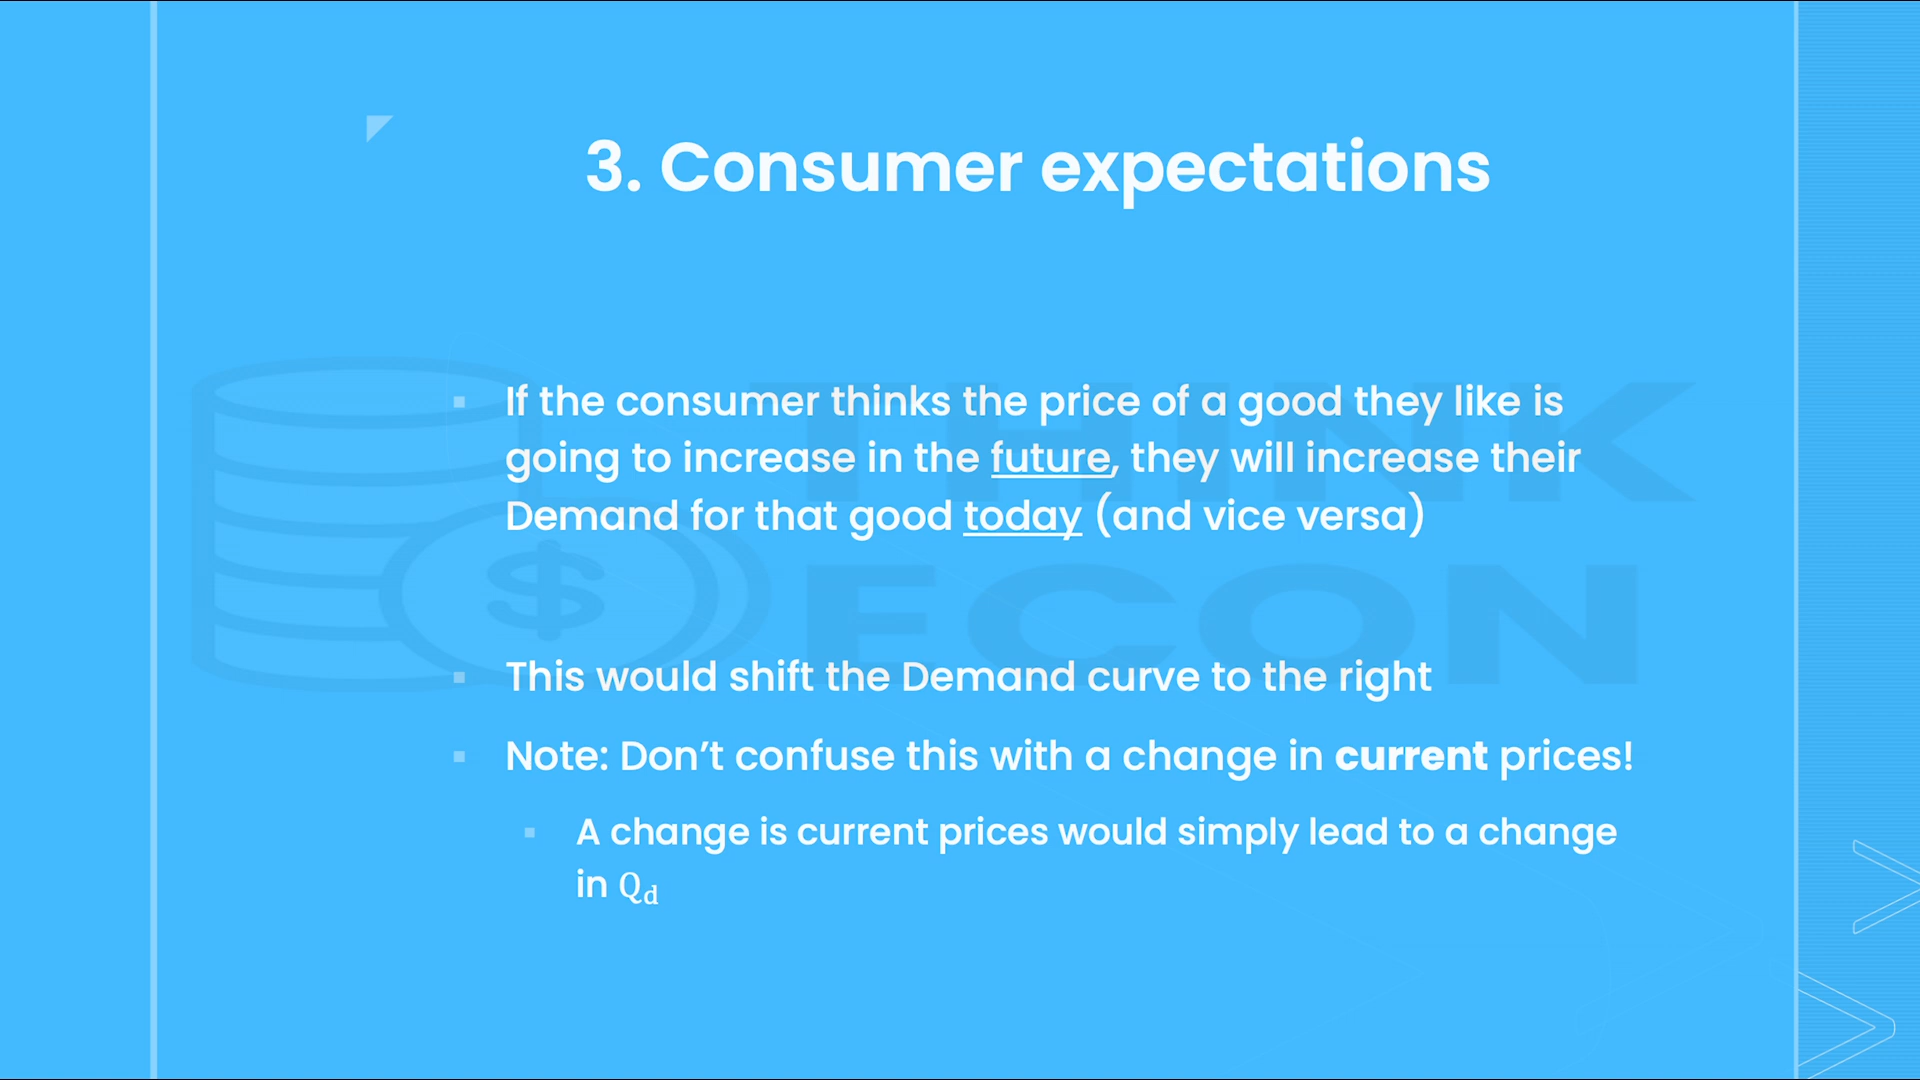 3. Consumer expectations
If the consumer thinks the price of a good they like is
going to increase in the future, they will increase their
Demand for that good today (and vice versa)
THINK
ECON
$
This would shift the Demand curve to the right
Note: Don’t confuse this with a change in current prices!
A change is current prices would simply lead to a change
in Qd